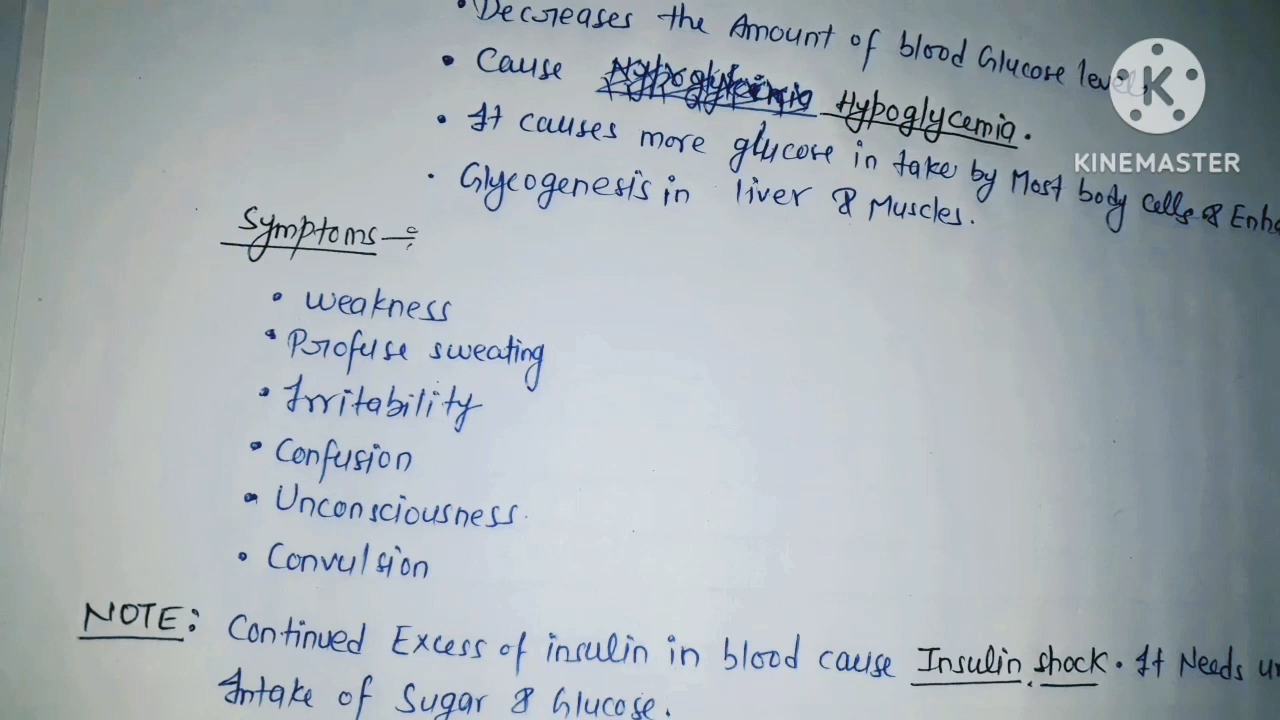 • Decreases the Amount of blood Glucose level
• Cause Hypoglycemia.
• It causes more glucose in take by Most body cells & Enha
• Glycogenesis in liver & Muscles.
Symptoms -:
• Weakness
• Profuse sweating
• Irritability
• Confusion
• Unconsciousness.
• Convulsion
NOTE: Continued Excess of insulin in blood cause Insulin shock. It Needs
Intake of Sugar & Glucose.
K
KINEMASTER